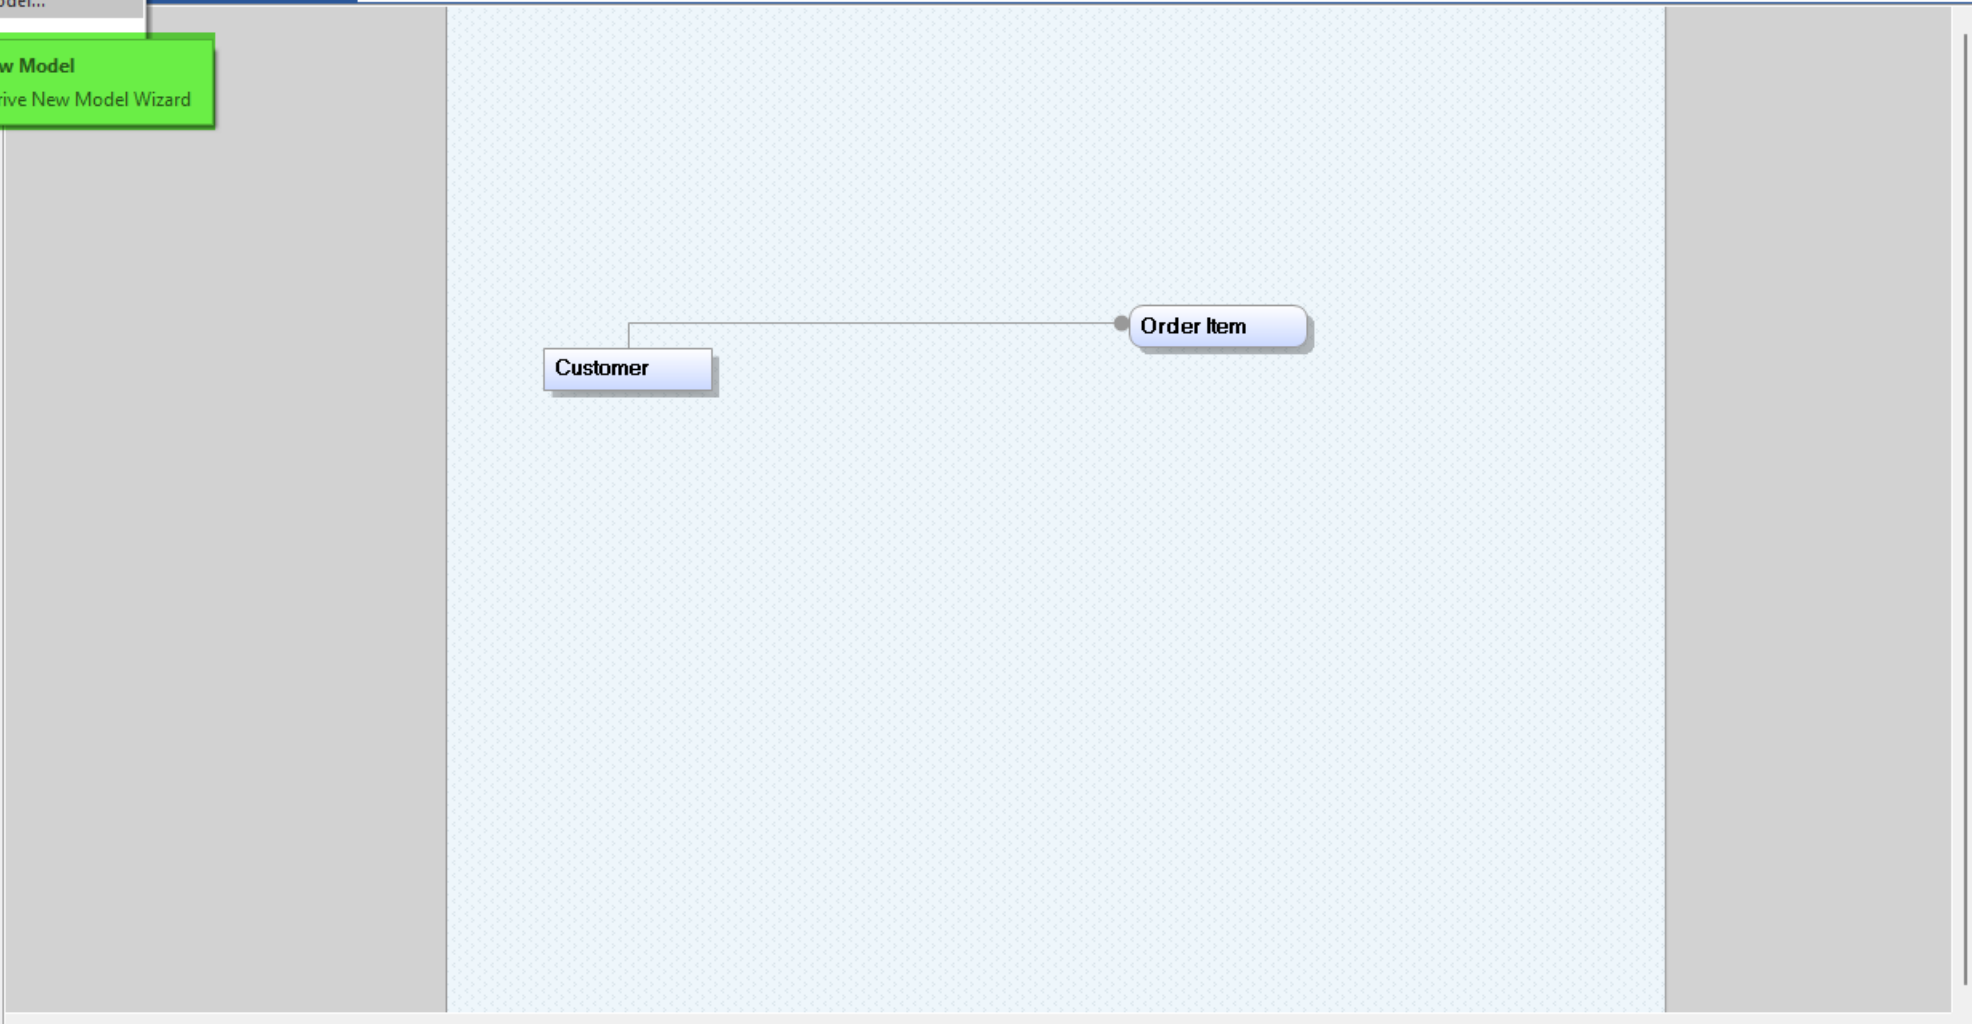 w Model
rive New Model Wizard
Order Item
Customer